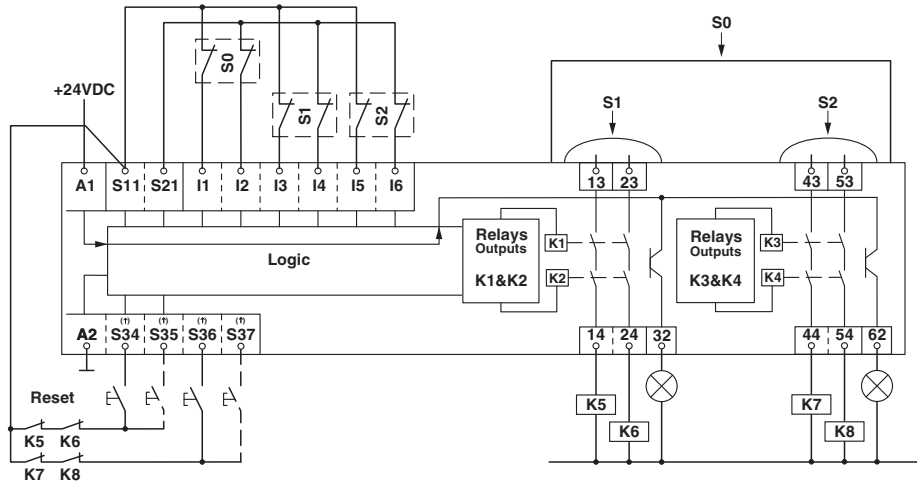 S0
S0
S1
S2
+24VDC
S1
S2
A1 S11 S21 I1 I2 I3 I4 I5 I6
13 23
43 53
Relays
Outputs
K1&K2
K1
K2
Relays
Outputs
K3&K4
K3
K4
Logic
(†) (†) (†) (†)
A2 S34 S35 S36 S37
14 24 32
44 54 62
Reset
K5 K6
K7 K8
K5
K6
K7
K8